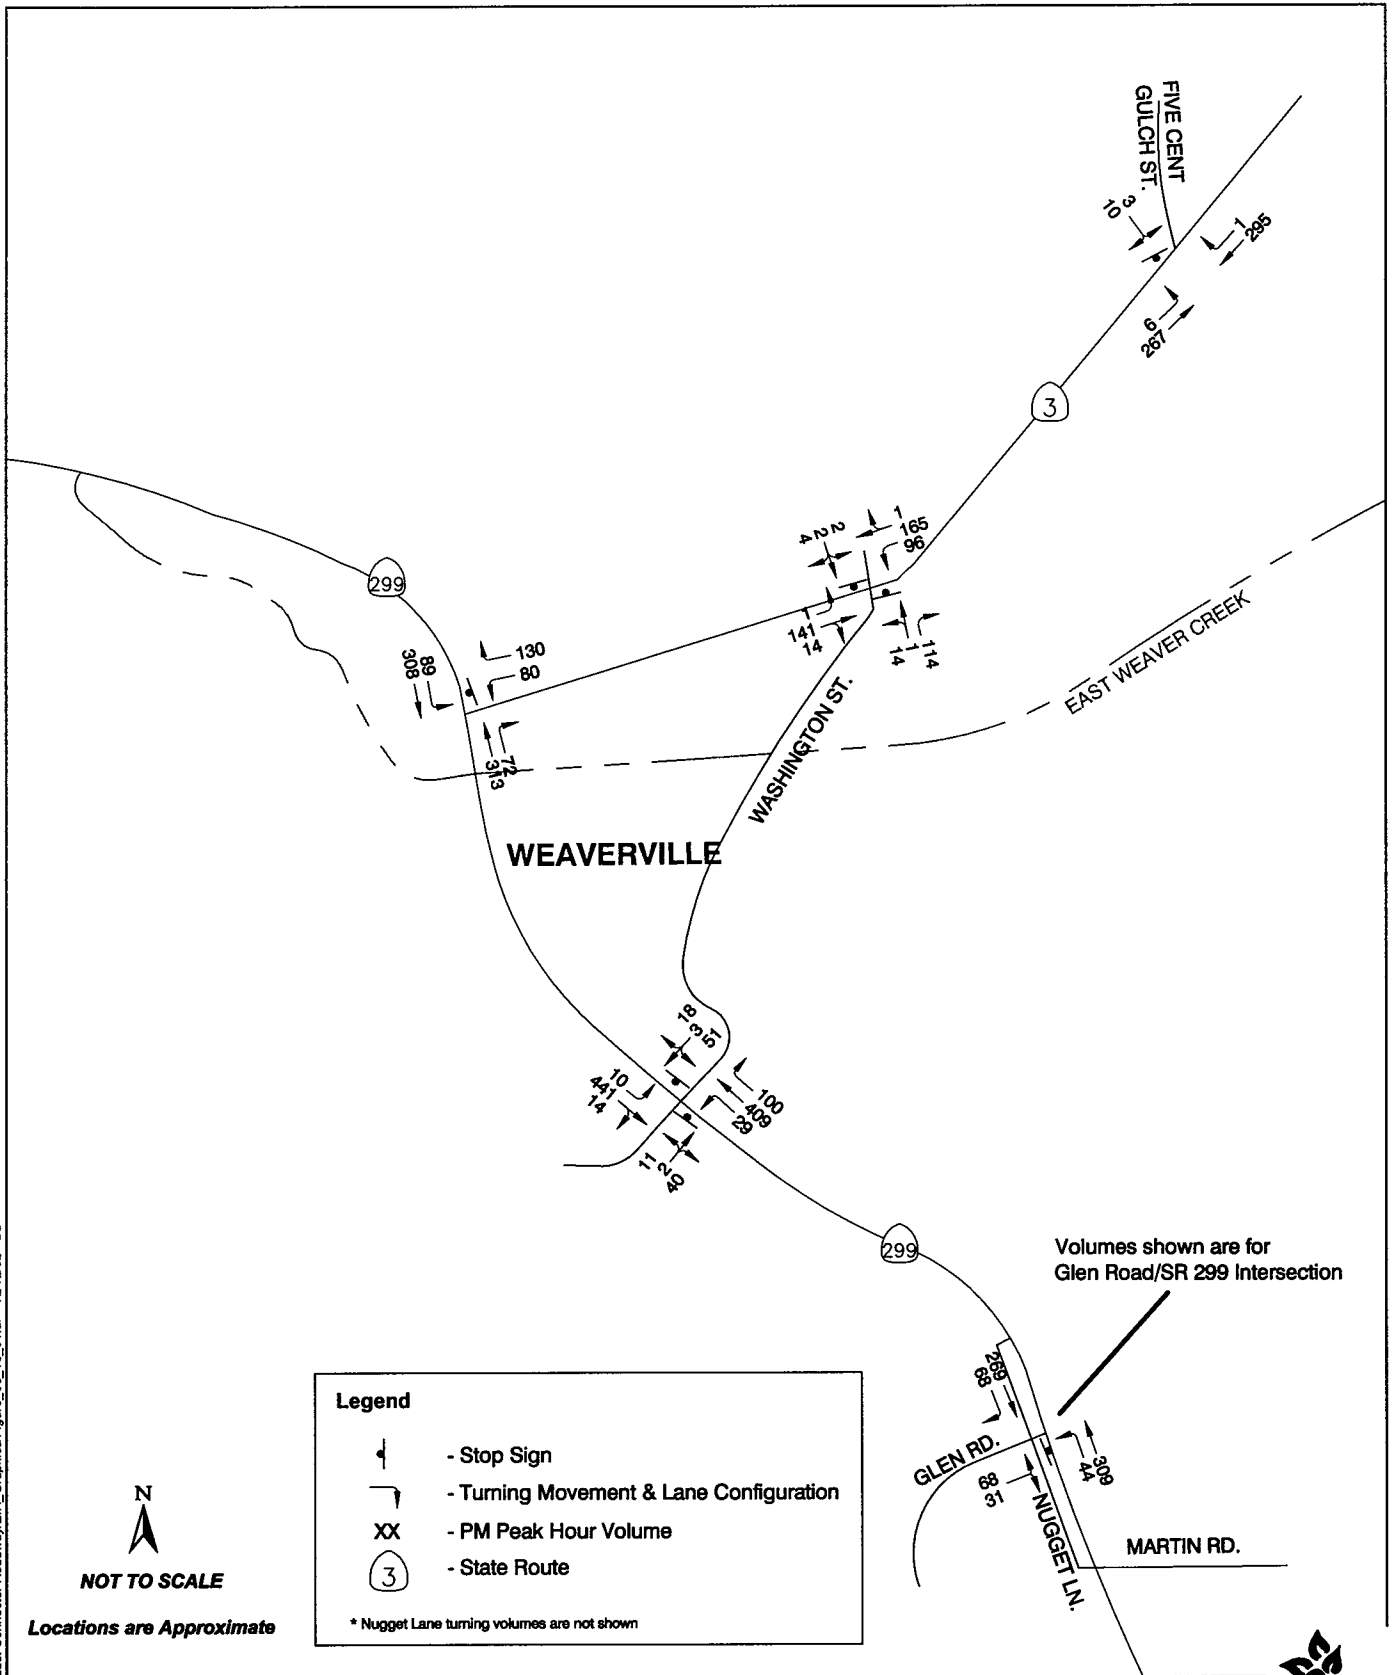 FIVE CENT
GULCH ST.
3
10
1
295
6
267
3
2
2
4
1
165
96
1
141
14
14
1
114
EAST WEAVER CREEK
299
89
308
130
80
72
313
WASHINGTON ST.
WEAVERVILLE
18
3
51
10
441
14
100
409
29
11
2
40
299
Volumes shown are for
Glen Road/SR 299 Intersection
269
68
GLEN RD.
68
31
309
44
NUGGET LN.
MARTIN RD.
Legend
- Stop Sign
- Turning Movement & Lane Configuration
XX - PM Peak Hour Volume
3 - State Route
* Nugget Lane turning volumes are not shown
N
NOT TO SCALE
Locations are Approximate